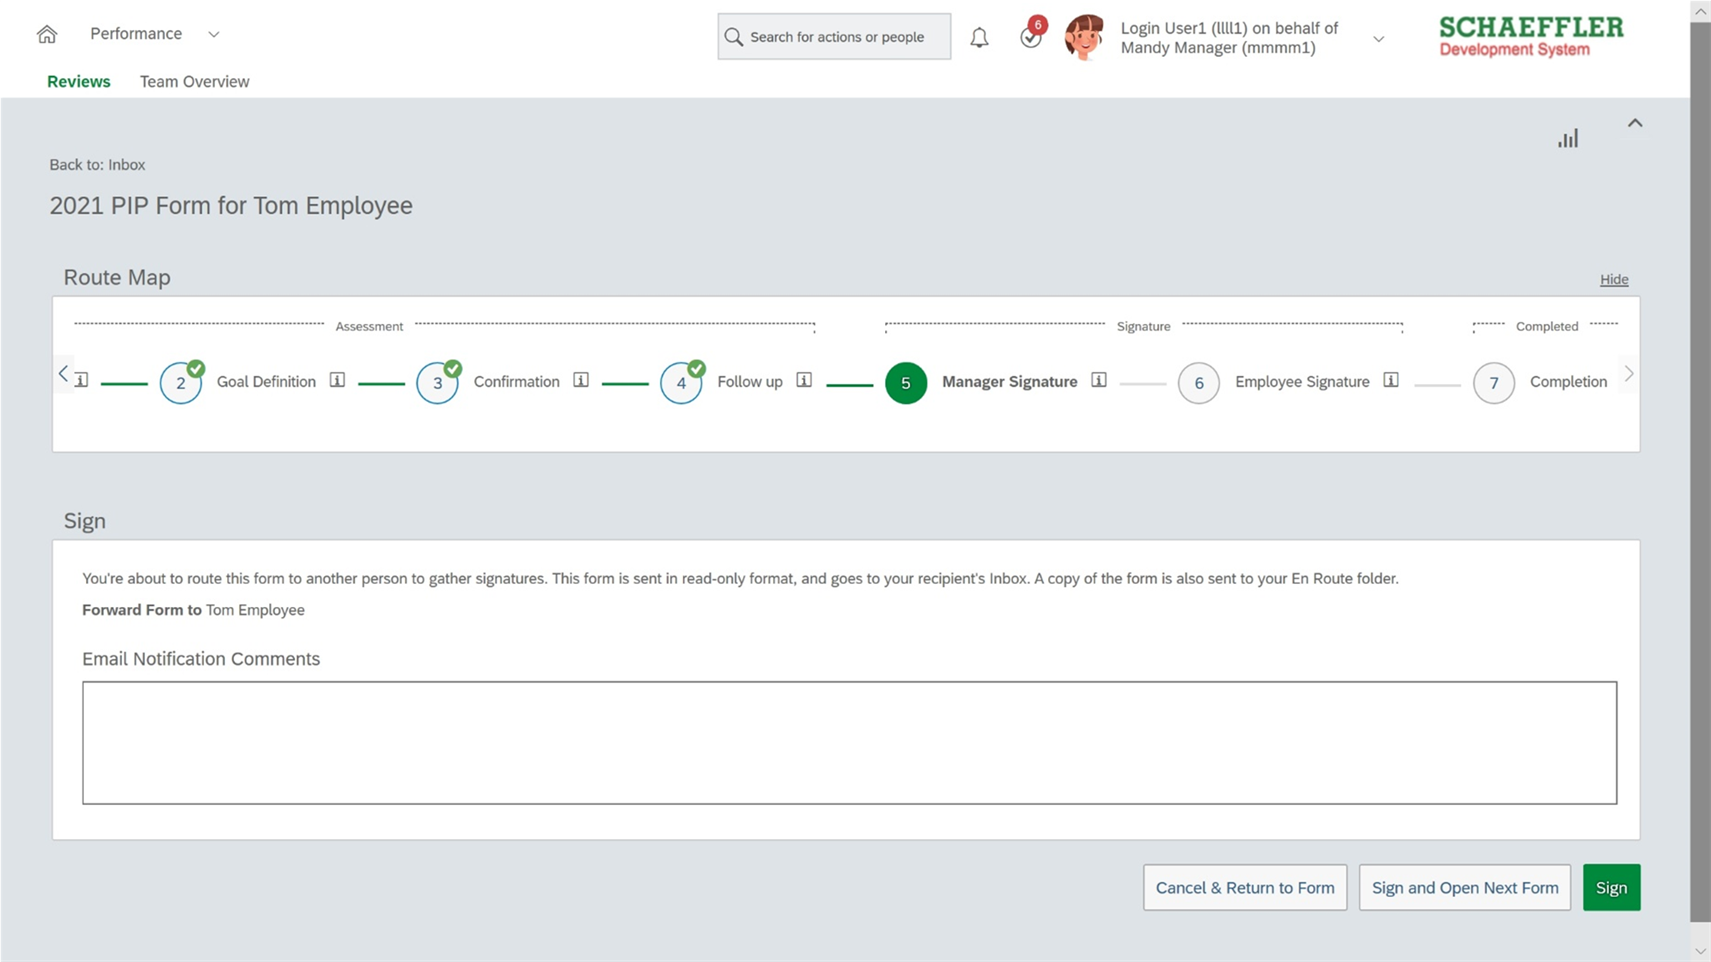 Performance
Search for actions or people
6
Login User1 (llll1) on behalf of
Mandy Manager (mmmm1)
SCHAEFFLER
Development System
Reviews
Team Overview
Back to: Inbox
2021 PIP Form for Tom Employee
Route Map
Hide
Assessment
Signature
Completed
2 Goal Definition
3 Confirmation
4 Follow up
5 Manager Signature
6 Employee Signature
7 Completion
Sign
You're about to route this form to another person to gather signatures. This form is sent in read-only format, and goes to your recipient's Inbox. A copy of the form is also sent to your En Route folder.
Forward Form to Tom Employee
Email Notification Comments
Cancel & Return to Form
Sign and Open Next Form
Sign